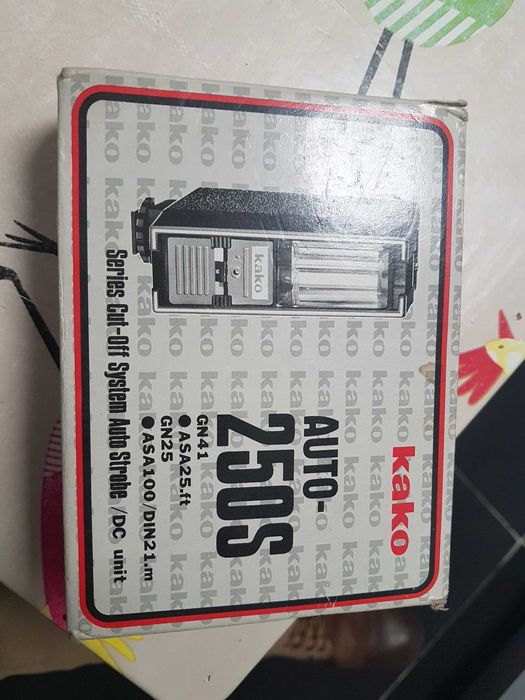 kako
AUTO-
250S
GN41
●ASA25.ft
GN25
●ASA100/DIN21.m
Series Cut-Off System Auto Strobe /DC unit
kako